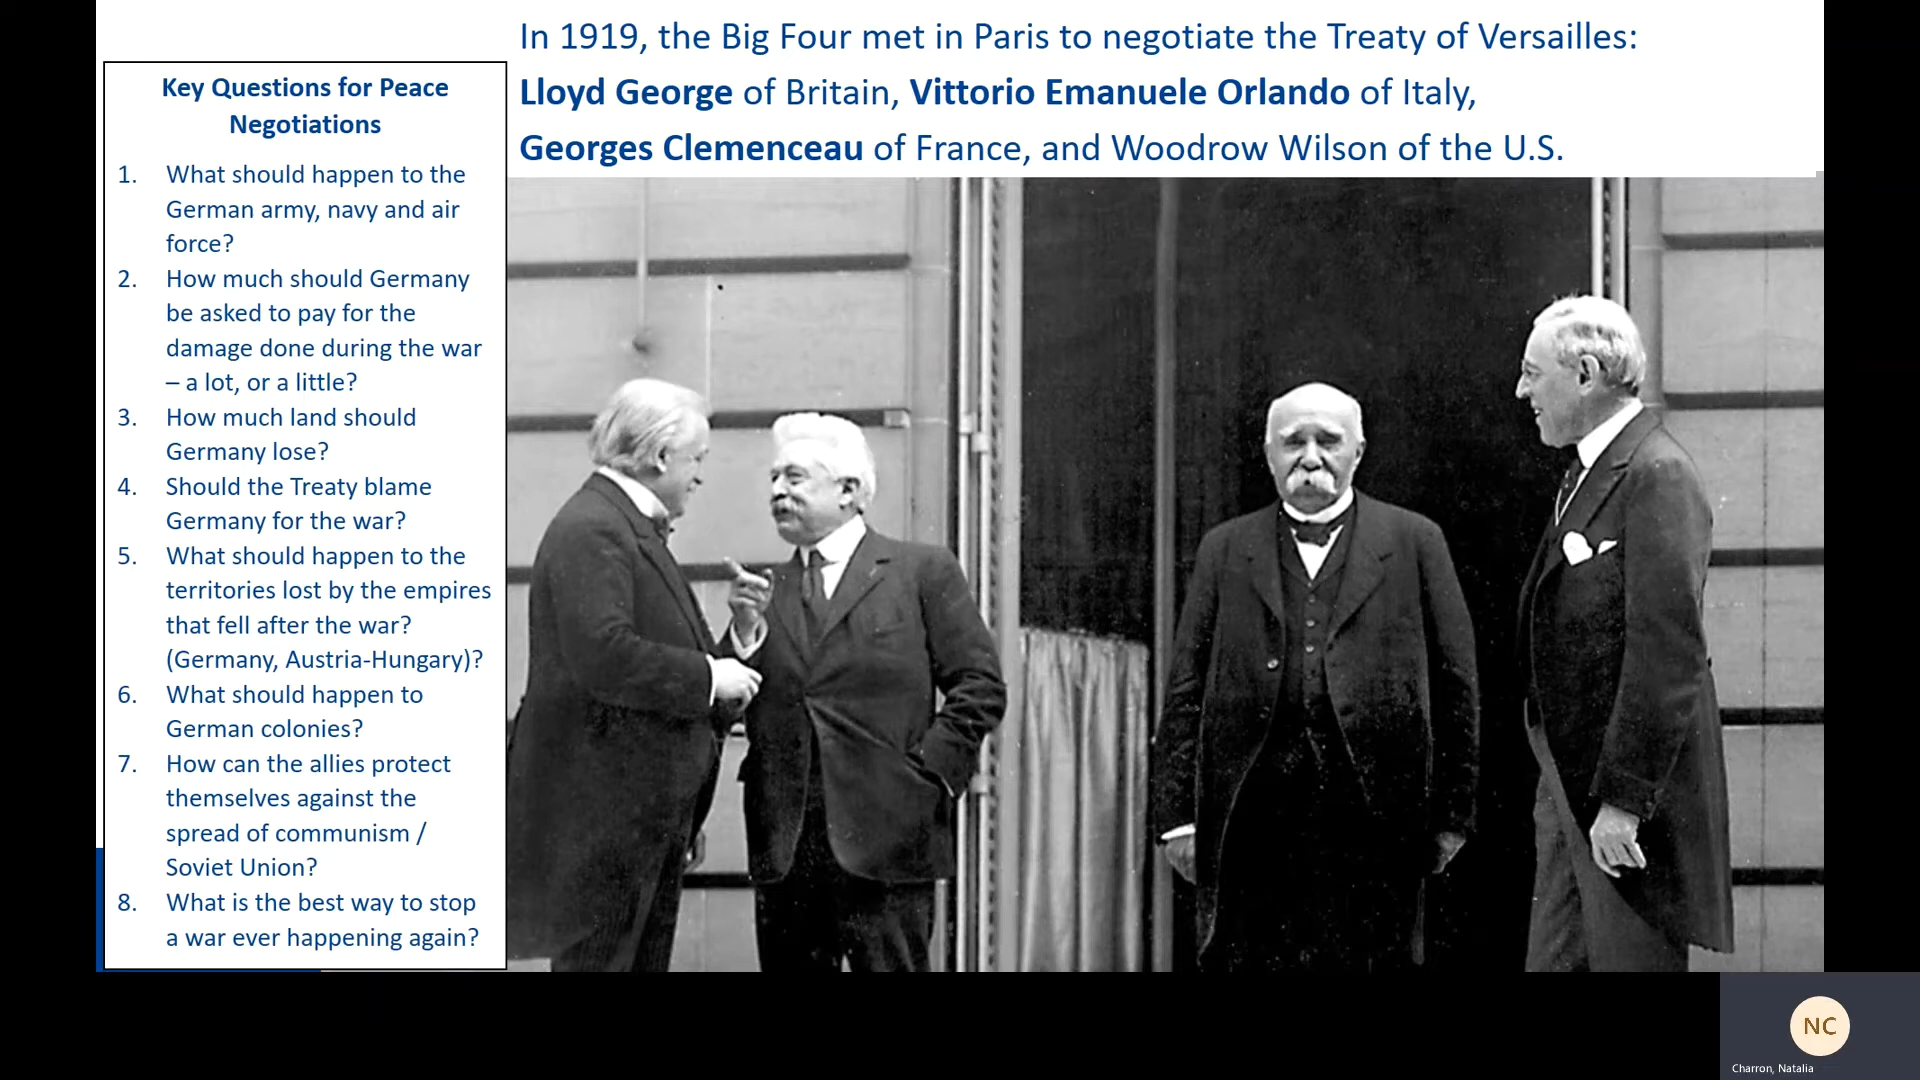 In 1919, the Big Four met in Paris to negotiate the Treaty of Versailles:
Lloyd George of Britain, Vittorio Emanuele Orlando of Italy,
Georges Clemenceau of France, and Woodrow Wilson of the U.S.
Key Questions for Peace
Negotiations
1. What should happen to the
German army, navy and air
force?
2. How much should Germany
be asked to pay for the
damage done during the war
– a lot, or a little?
3. How much land should
Germany lose?
4. Should the Treaty blame
Germany for the war?
5. What should happen to the
territories lost by the empires
that fell after the war?
(Germany, Austria-Hungary)?
6. What should happen to
German colonies?
7. How can the allies protect
themselves against the
spread of communism /
Soviet Union?
8. What is the best way to stop
a war ever happening again?
NC
Charron, Natalia